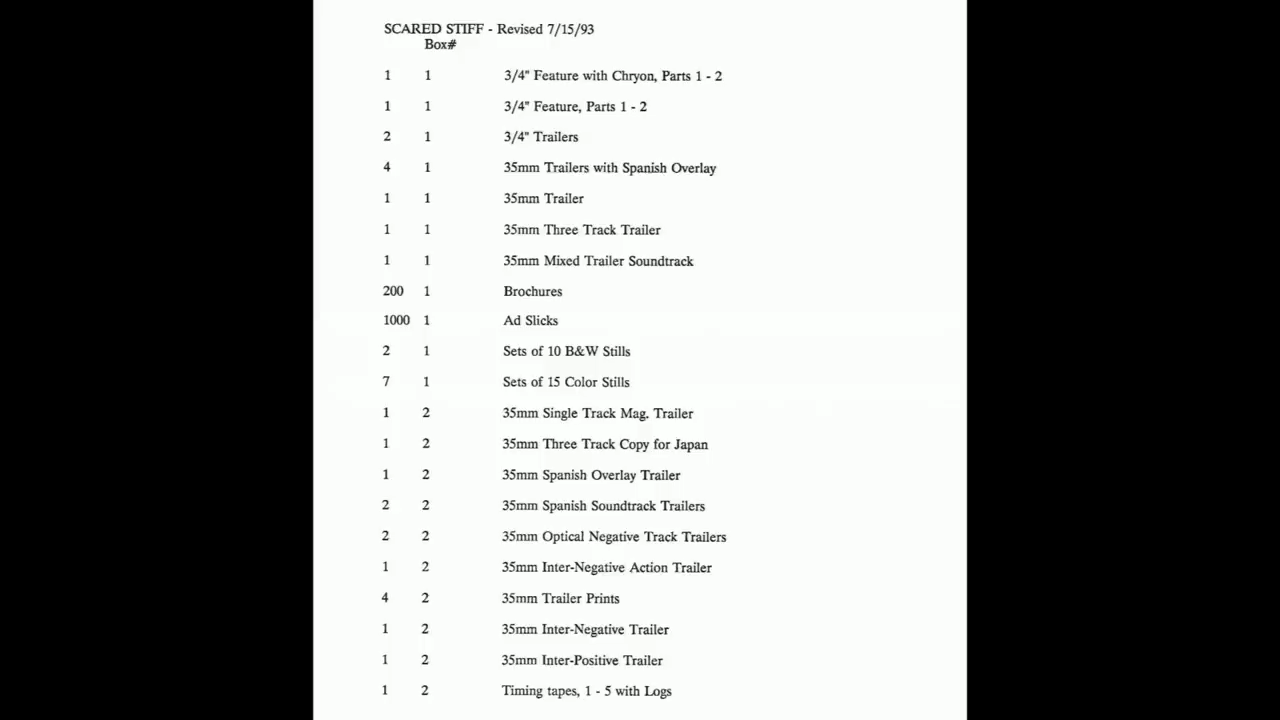 SCARED STIFF - Revised 7/15/93
Box#
1 1 3/4" Feature with Chryon, Parts 1 - 2
1 1 3/4" Feature, Parts 1 - 2
2 1 3/4" Trailers
4 1 35mm Trailers with Spanish Overlay
1 1 35mm Trailer
1 1 35mm Three Track Trailer
1 1 35mm Mixed Trailer Soundtrack
200 1 Brochures
1000 1 Ad Slicks
2 1 Sets of 10 B&W Stills
7 1 Sets of 15 Color Stills
1 2 35mm Single Track Mag. Trailer
1 2 35mm Three Track Copy for Japan
1 2 35mm Spanish Overlay Trailer
2 2 35mm Spanish Soundtrack Trailers
2 2 35mm Optical Negative Track Trailers
1 2 35mm Inter-Negative Action Trailer
4 2 35mm Trailer Prints
1 2 35mm Inter-Negative Trailer
1 2 35mm Inter-Positive Trailer
1 2 Timing tapes, 1 - 5 with Logs